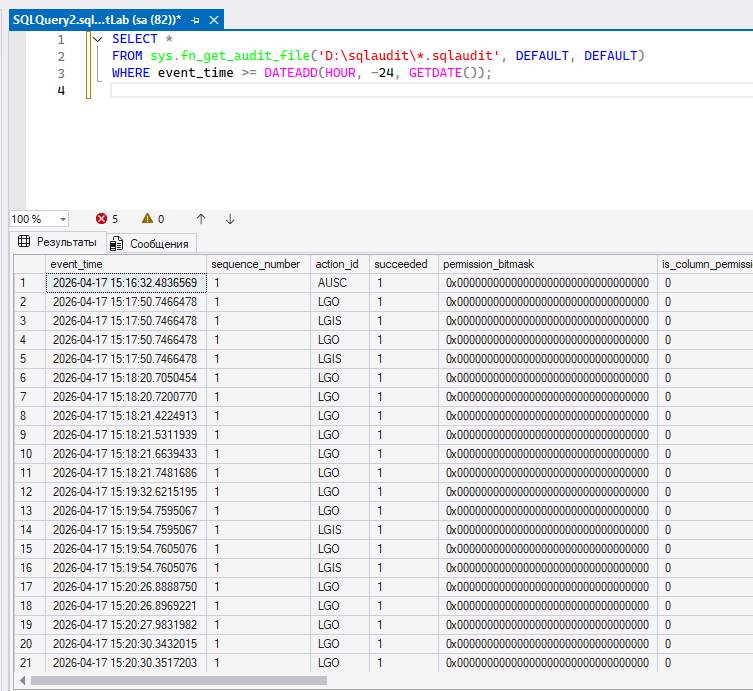 SQLQuery2.sql...tLab (sa (82))*
1 SELECT *
2 FROM sys.fn_get_audit_file('D:\sqlaudit\*.sqlaudit', DEFAULT, DEFAULT)
3 WHERE event_time >= DATEADD(HOUR, -24, GETDATE());
4
100 % 5 0
Результаты Сообщения
event_time sequence_number action_id succeeded permission_bitmask is_column_permissi
1 2026-04-17 15:16:32.4836569 1 AUSC 1 0x00000000000000000000000000000000 0
2 2026-04-17 15:17:50.7466478 1 LGO 1 0x00000000000000000000000000000000 0
3 2026-04-17 15:17:50.7466478 1 LGIS 1 0x00000000000000000000000000000000 0
4 2026-04-17 15:17:50.7466478 1 LGO 1 0x00000000000000000000000000000000 0
5 2026-04-17 15:17:50.7466478 1 LGIS 1 0x00000000000000000000000000000000 0
6 2026-04-17 15:18:20.7050454 1 LGO 1 0x00000000000000000000000000000000 0
7 2026-04-17 15:18:20.7200770 1 LGO 1 0x00000000000000000000000000000000 0
8 2026-04-17 15:18:21.4224913 1 LGO 1 0x00000000000000000000000000000000 0
9 2026-04-17 15:18:21.5311939 1 LGO 1 0x00000000000000000000000000000000 0
10 2026-04-17 15:18:21.6639433 1 LGO 1 0x00000000000000000000000000000000 0
11 2026-04-17 15:18:21.7481686 1 LGO 1 0x00000000000000000000000000000000 0
12 2026-04-17 15:19:32.6215195 1 LGO 1 0x00000000000000000000000000000000 0
13 2026-04-17 15:19:54.7595067 1 LGO 1 0x00000000000000000000000000000000 0
14 2026-04-17 15:19:54.7595067 1 LGIS 1 0x00000000000000000000000000000000 0
15 2026-04-17 15:19:54.7605076 1 LGO 1 0x00000000000000000000000000000000 0
16 2026-04-17 15:19:54.7605076 1 LGIS 1 0x00000000000000000000000000000000 0
17 2026-04-17 15:20:26.8888750 1 LGO 1 0x00000000000000000000000000000000 0
18 2026-04-17 15:20:26.8969221 1 LGO 1 0x00000000000000000000000000000000 0
19 2026-04-17 15:20:27.9831982 1 LGO 1 0x00000000000000000000000000000000 0
20 2026-04-17 15:20:30.3432015 1 LGO 1 0x00000000000000000000000000000000 0
21 2026-04-17 15:20:30.3517203 1 LGO 1 0x00000000000000000000000000000000 0